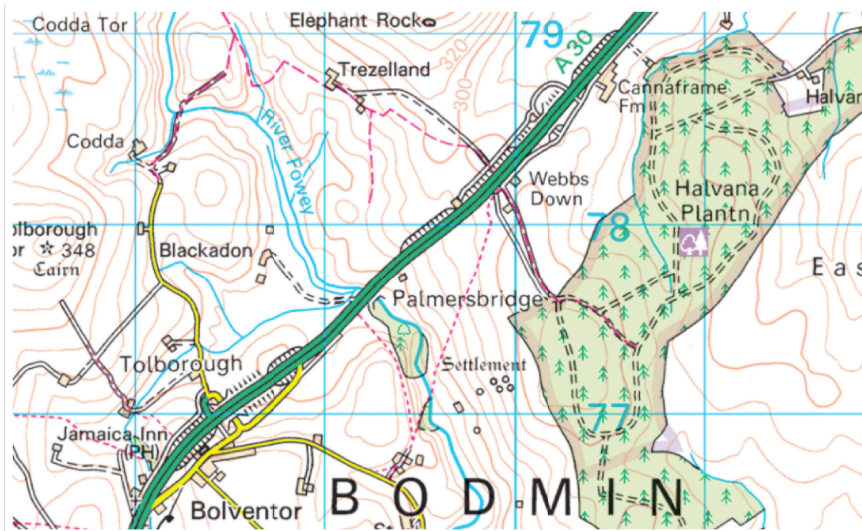 Codda Tor
Elephant Rock
79
A 30
320
300
Trezelland
Cannaframe
Fm
Halvan
Codda
River Fowey
Webbs
Down
Halvana
Plantn
78
olborough
or 348
Cairn
Blackadon
Eas
Palmersbridge
Tolborough
Settlement
77
Jamaica Inn
(PH)
Bolventor
BODMIN
St